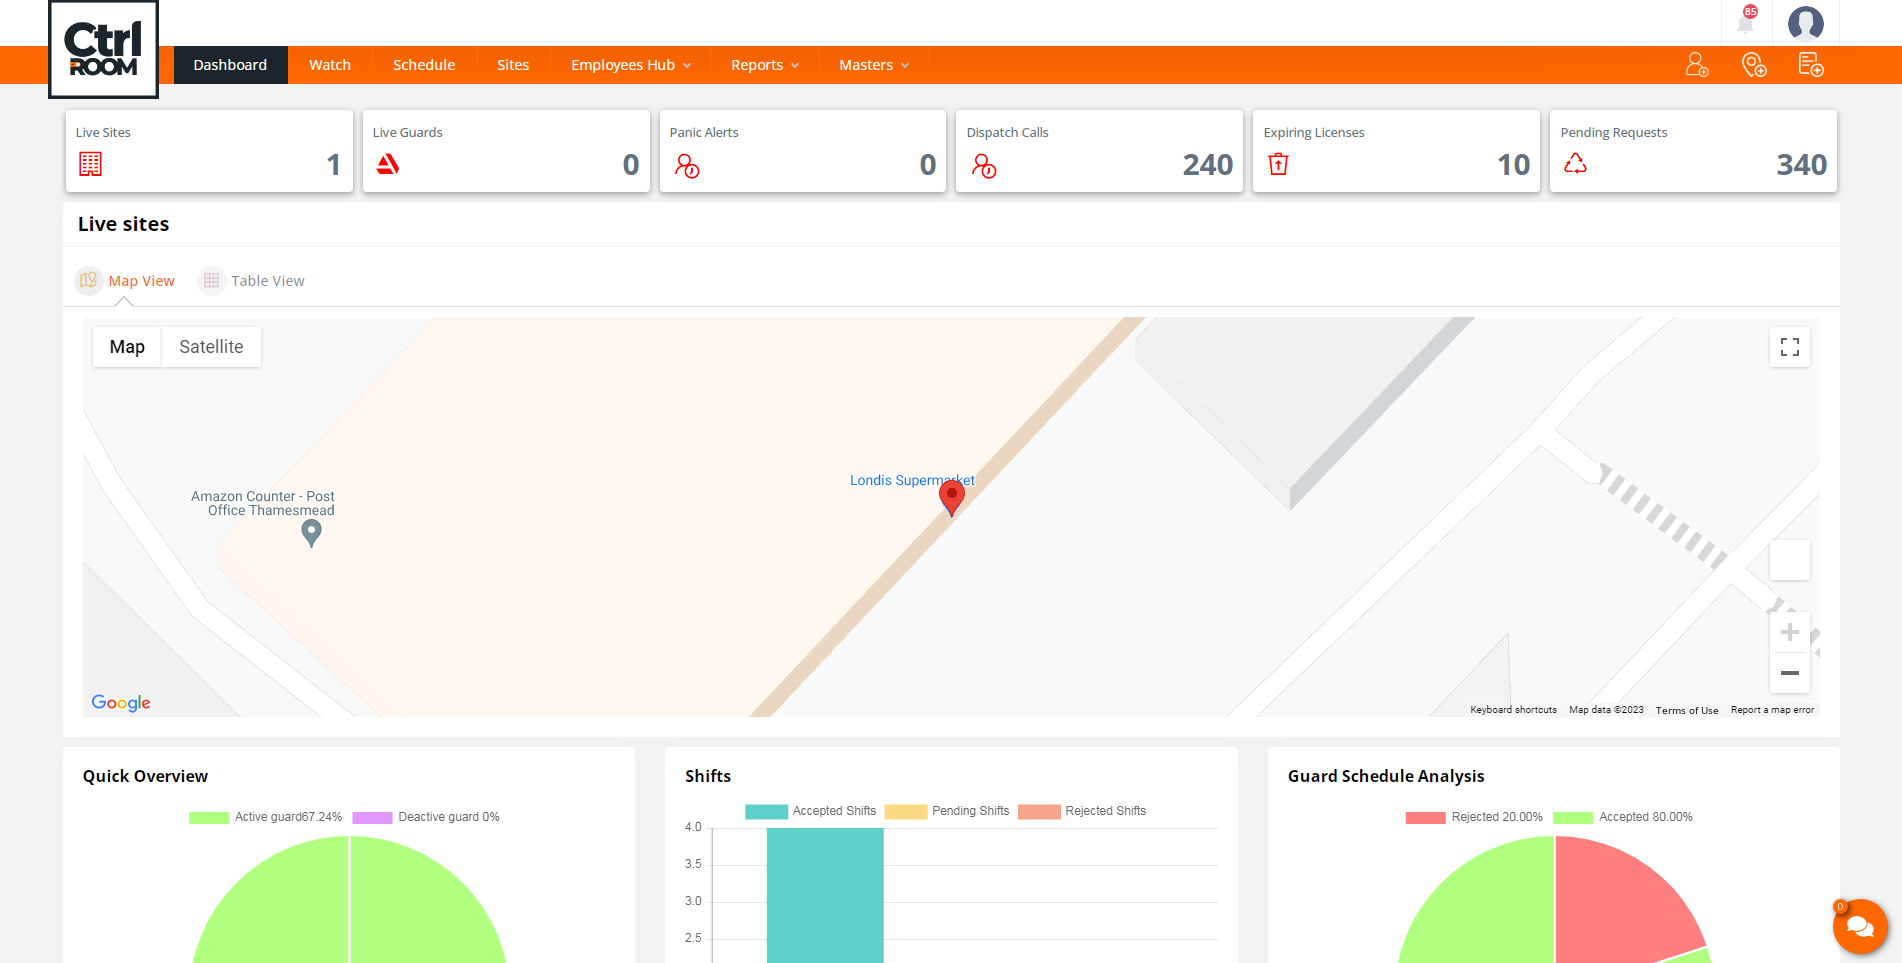 85
Ctrl
ROOM
Dashboard Watch Schedule Sites Employees Hub Reports Masters
Live Sites
1
Live Guards
0
Panic Alerts
0
Dispatch Calls
240
Expiring Licenses
10
Pending Requests
340
Live sites
Map View Table View
Map Satellite
Londis Supermarket
Amazon Counter - Post
Office Thamesmead
Google
Keyboard shortcuts Map data ©2023 Terms of Use Report a map error
Quick Overview
Active guard67.24% Deactive guard 0%
Shifts
Accepted Shifts Pending Shifts Rejected Shifts
4.0
3.5
3.0
2.5
Guard Schedule Analysis
Rejected 20.00% Accepted 80.00%
0